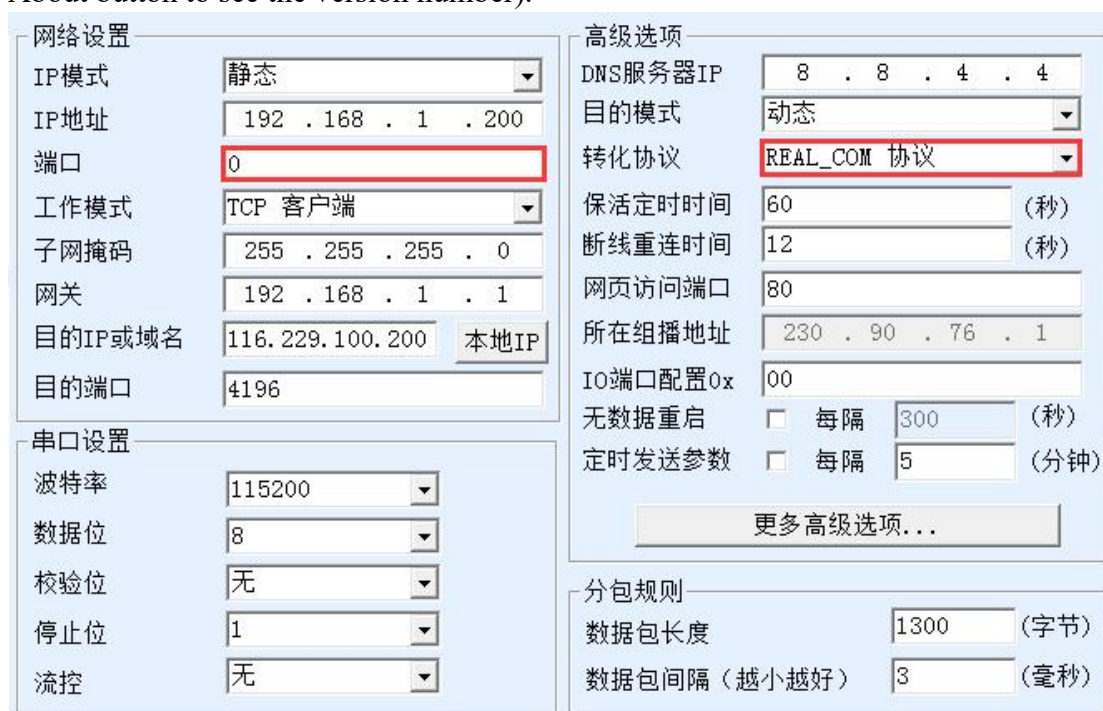 About button to see the version number).
网络设置
IP模式 静态
IP地址 192 . 168 . 1 . 200
端口 0
工作模式 TCP 客户端
子网掩码 255 . 255 . 255 . 0
网关 192 . 168 . 1 . 1
目的IP或域名 116.229.100.200 本地IP
目的端口 4196
串口设置
波特率 115200
数据位 8
校验位 无
停止位 1
流控 无
高级选项
DNS服务器IP 8 . 8 . 4 . 4
目的模式 动态
转化协议 REAL_COM 协议
保活定时时间 60 (秒)
断线重连时间 12 (秒)
网页访问端口 80
所在组播地址 230 . 90 . 76 . 1
IO端口配置0x 00
无数据重启 每隔 300 (秒)
定时发送参数 每隔 5 (分钟)
更多高级选项...
分包规则
数据包长度 1300 (字节)
数据包间隔（越小越好） 3 (毫秒)